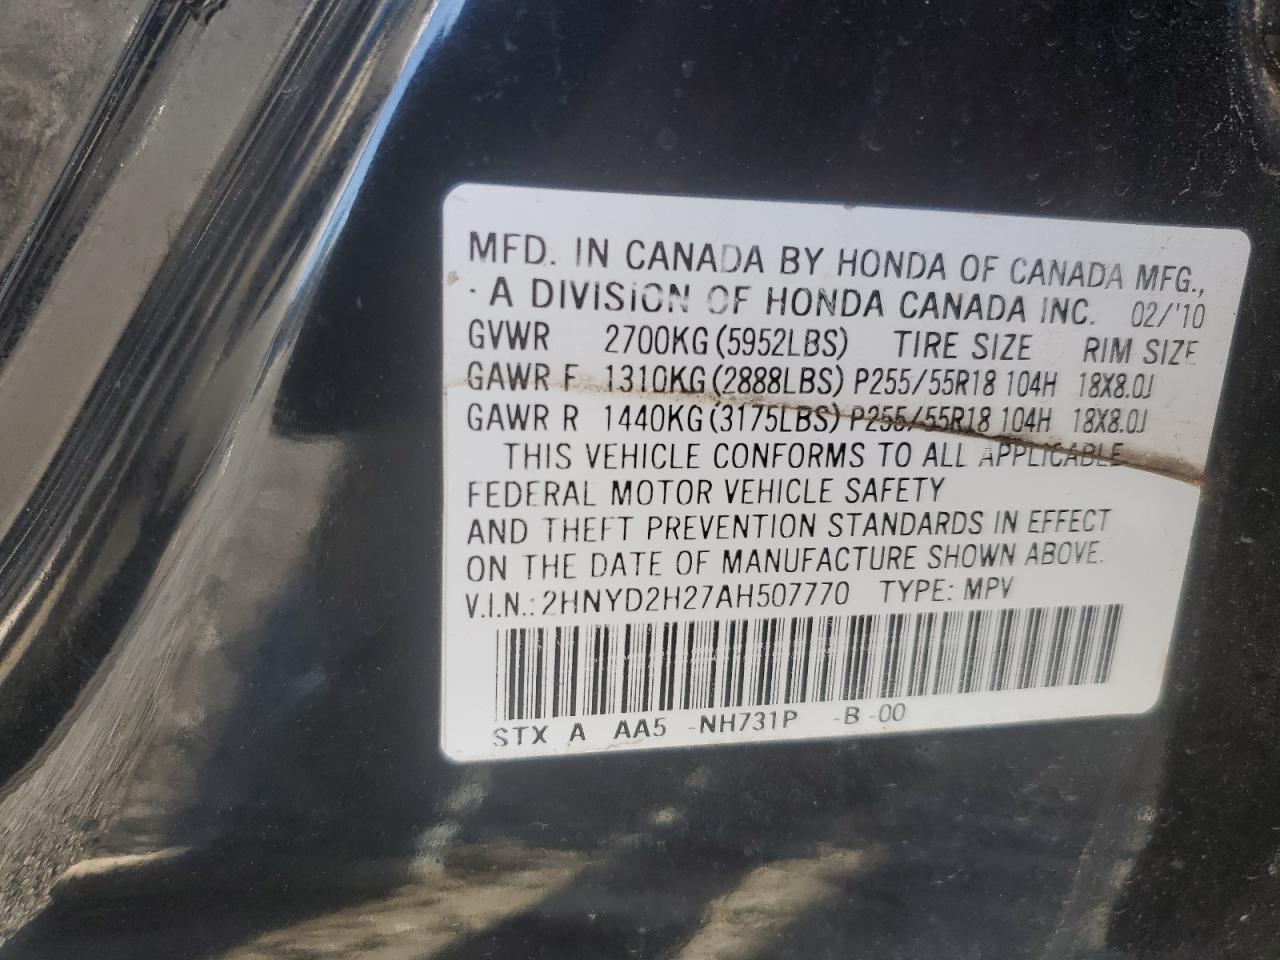 MFD. IN CANADA BY HONDA OF CANADA MFG.,
A DIVISION OF HONDA CANADA INC. 02/'10
GVWR 2700KG (5952LBS) TIRE SIZE RIM SIZE
GAWR F 1310KG (2888LBS) P255/55R18 104H 18X8.0J
GAWR R 1440KG (3175LBS) P255/55R18 104H 18X8.0J
THIS VEHICLE CONFORMS TO ALL APPLICABLE
FEDERAL MOTOR VEHICLE SAFETY
AND THEFT PREVENTION STANDARDS IN EFFECT
ON THE DATE OF MANUFACTURE SHOWN ABOVE.
V.I.N.: 2HNYD2H27AH507770 TYPE: MPV
STX A AA5 -NH731P -B -00